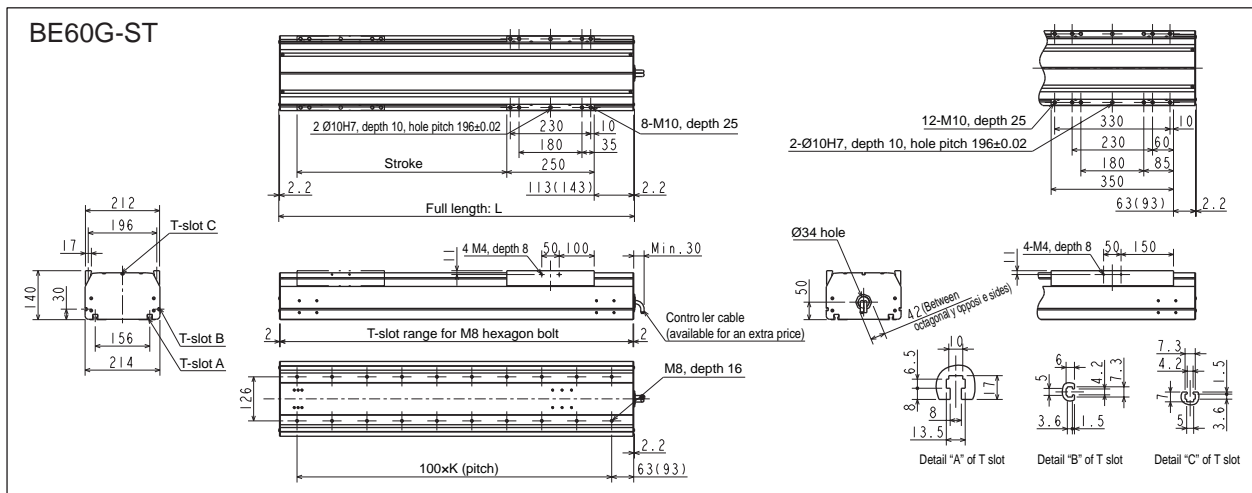 BE60G-ST
2 Ø10H7, depth 10, hole pitch 196±0.02
230
10
8-M10, depth 25
180
35
Stroke
250
113(143)
2.2
2.2
Full length: L
12-M10, depth 25
330
10
2-Ø10H7, depth 10, hole pitch 196±0.02
230
60
180
85
350
63(93)
2.2
212
196
T-slot C
17
140
30
156
214
T-slot B
T-slot A
11
4 M4, depth 8
50
100
Min.30
2
T-slot range for M8 hexagon bolt
2
Contro ler cable
(available for an extra price)
Ø34 hole
50
42 (Between
octagonal y opposi e sides)
11
4-M4, depth 8
50
150
126
M8, depth 16
2.2
100×K (pitch)
63(93)
10
6.5
8
17
8
13.5
Detail “A” of T slot
6
5
4.2
7.3
3.6
1.5
Detail “B” of T slot
7.3
4.2
1.5
7
3.6
5
Detail “C” of T slot